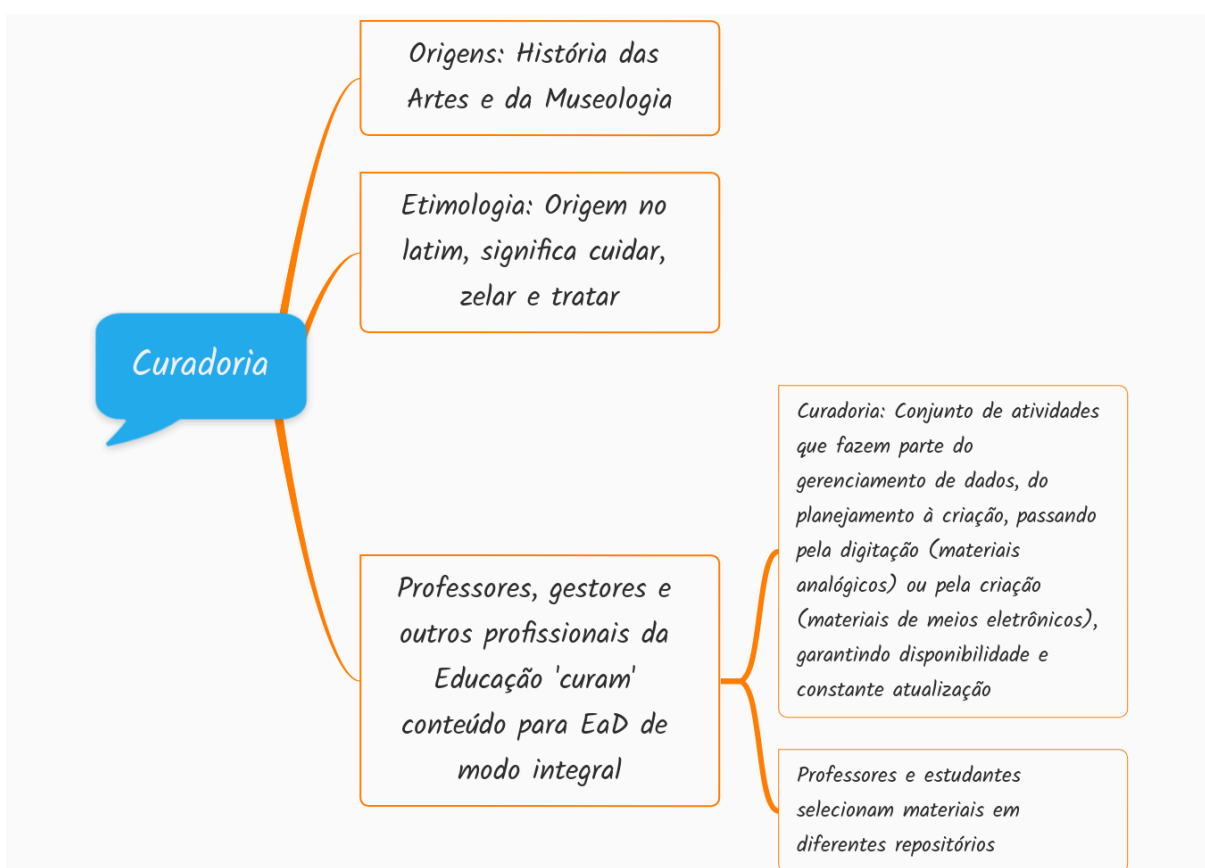 Origens: História das
Artes e da Museologia
Etimologia: Origem no
latim, significa cuidar,
zelar e tratar
Curadoria
Professores, gestores e
outros profissionais da
Educação 'curam'
conteúdo para EaD de
modo integral
Curadoria: Conjunto de atividades
que fazem parte do
gerenciamento de dados, do
planejamento à criação, passando
pela digitação (materiais
analógicos) ou pela criação
(materiais de meios eletrônicos),
garantindo disponibilidade e
constante atualização
Professores e estudantes
selecionam materiais em
diferentes repositórios